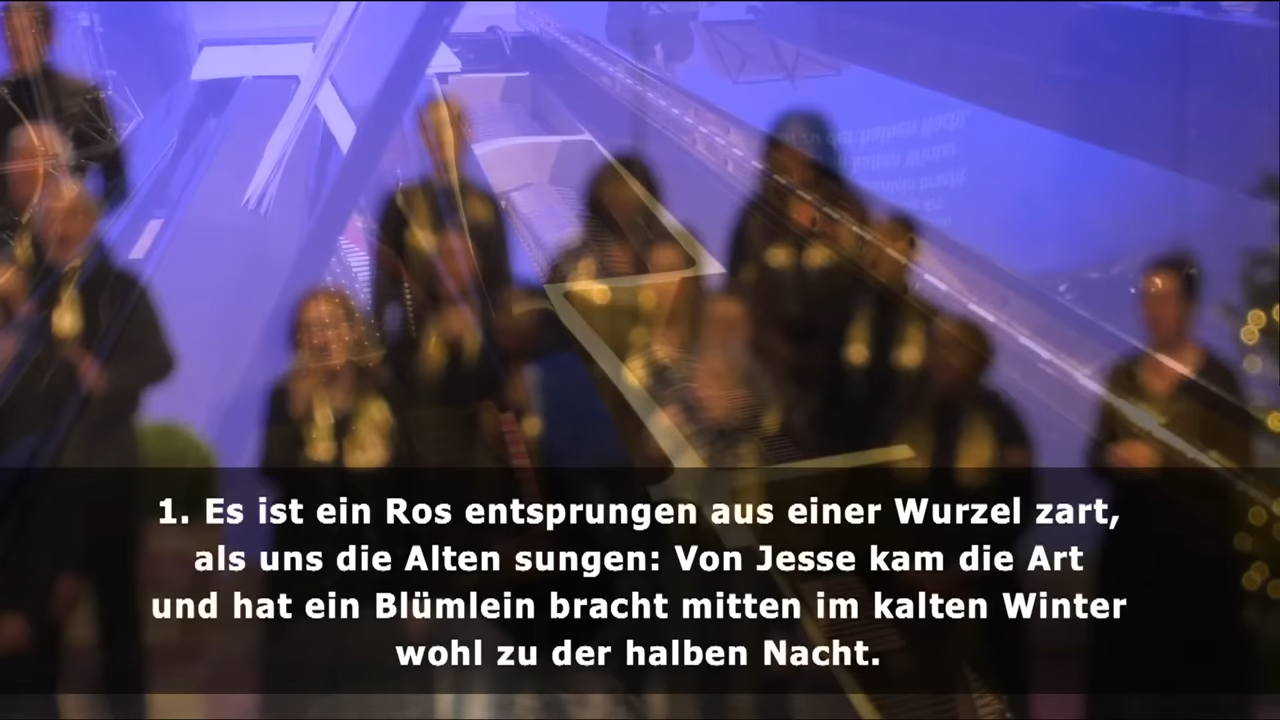 1. Es ist ein Ros entsprungen aus einer Wurzel zart,
als uns die Alten sungen: Von Jesse kam die Art
und hat ein Blümlein bracht mitten im kalten Winter
wohl zu der halben Nacht.